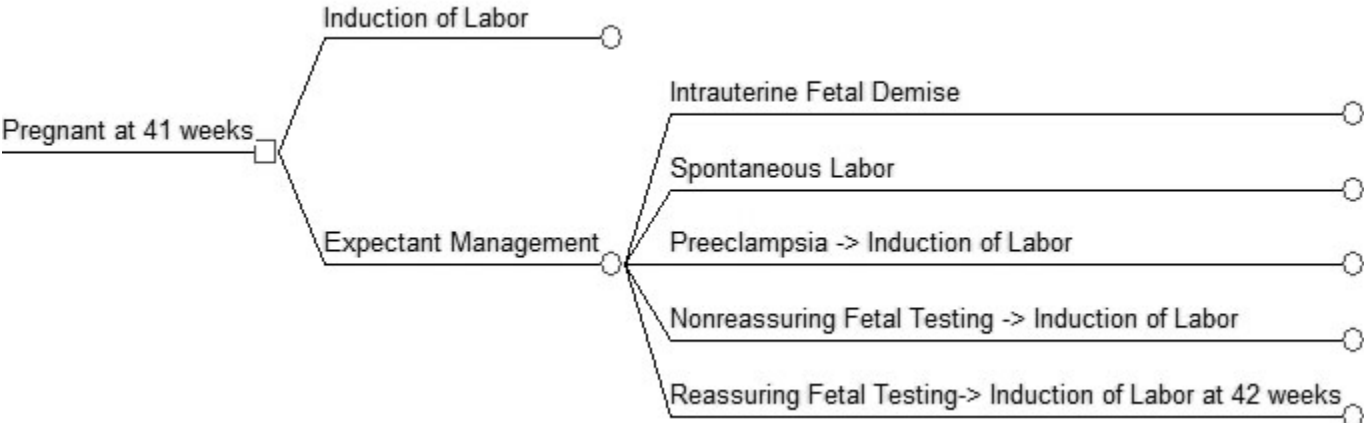 Induction of Labor
Intrauterine Fetal Demise
Pregnant at 41 weeks
Spontaneous Labor
Expectant Management
Preeclampsia -> Induction of Labor
Nonreassuring Fetal Testing -> Induction of Labor
Reassuring Fetal Testing-> Induction of Labor at 42 weeks